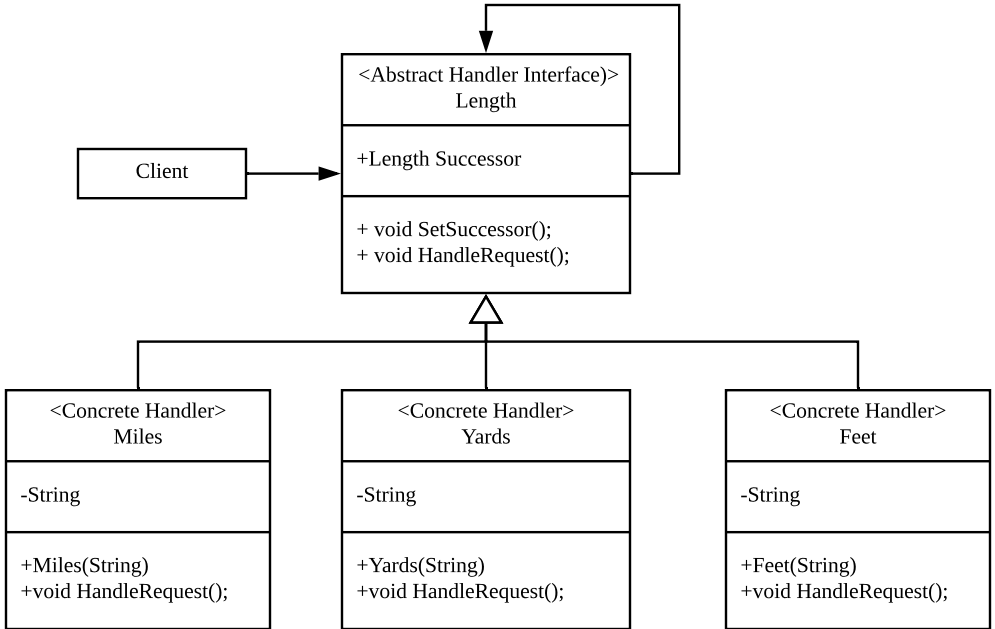 <Abstract Handler Interface)>
Length
+Length Successor
+ void SetSuccessor();
+ void HandleRequest();
Client
<Concrete Handler>
Miles
-String
+Miles(String)
+void HandleRequest();
<Concrete Handler>
Yards
-String
+Yards(String)
+void HandleRequest();
<Concrete Handler>
Feet
-String
+Feet(String)
+void HandleRequest();